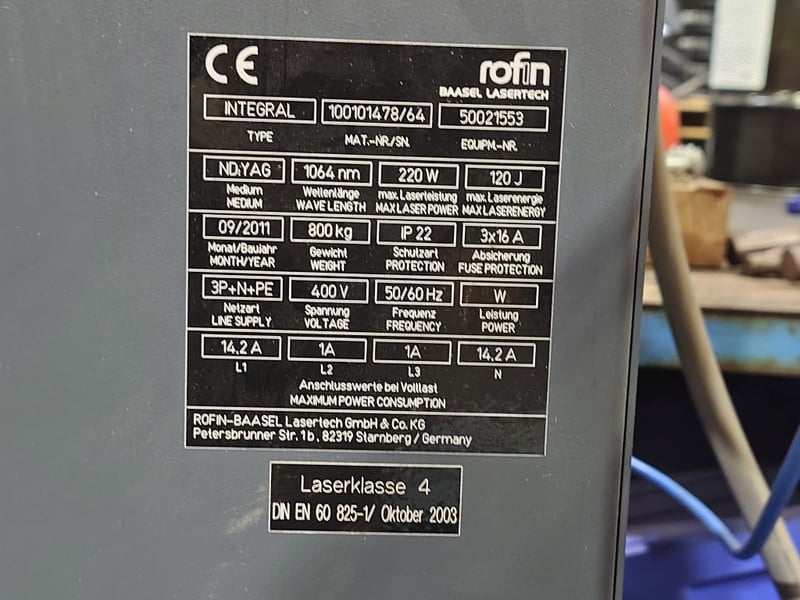 CE rofin
BAASEL LASERTECH
INTEGRAL 100101478/64 50021553
TYPE MAT.-NR./SN. EQUIPM.-NR.
ND:YAG 1064 nm 220 W 120 J
Medium Wellenlänge max. Laserleistung max. Laserenergie
MEDIUM WAVE LENGTH MAX LASER POWER MAX LASERENERGY
09/2011 800 kg IP 22 3x16 A
Monat/Baujahr Gewicht Schutzart Absicherung
MONTH/YEAR WEIGHT PROTECTION FUSE PROTECTION
3P+N+PE 400 V 50/60 Hz W
Netzart Spannung Frequenz Leistung
LINE SUPPLY VOLTAGE FREQUENCY POWER
14,2 A 1A 1A 14,2 A
L1 L2 L3 N
Anschlusswerte bei Volllast
MAXIMUM POWER CONSUMPTION
ROFIN-BAASEL Lasertech GmbH & Co. KG
Petersbrunner Str. 1b, 82319 Starnberg / Germany
Laserklasse 4
DIN EN 60 825-1/ Oktober 2003